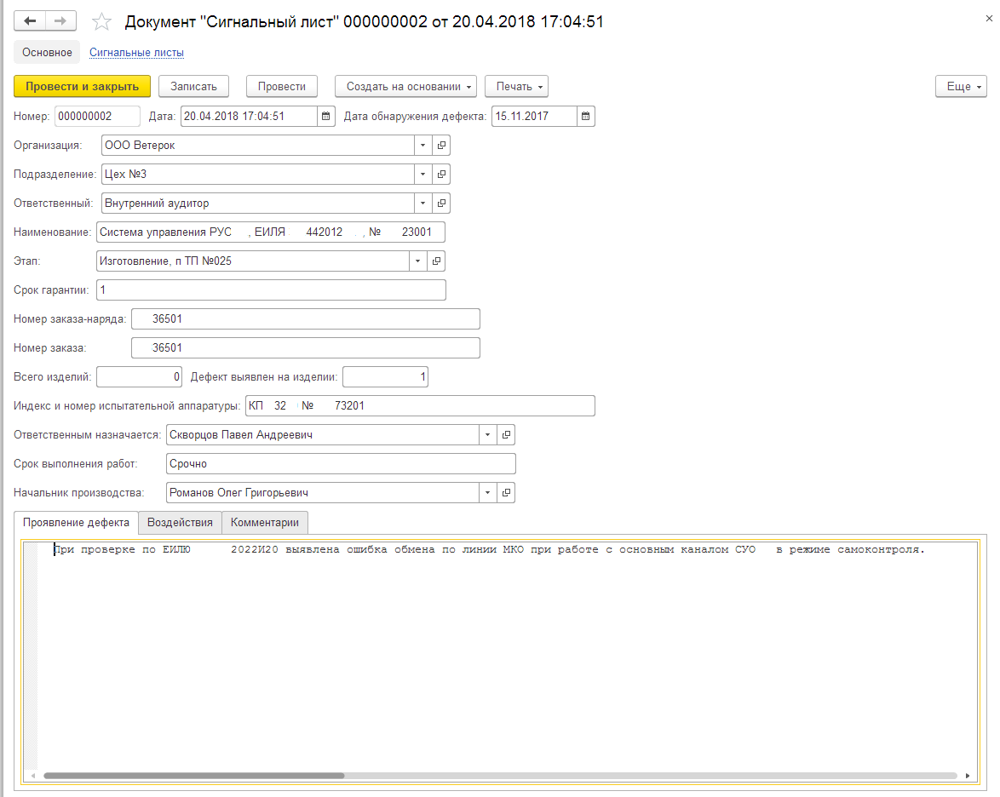 Документ "Сигнальный лист" 000000002 от 20.04.2018 17:04:51
Основное Сигнальные листы
Провести и закрыть Записать Провести Создать на основании Печать Еще
Номер: 000000002 Дата: 20.04.2018 17:04:51 Дата обнаружения дефекта: 15.11.2017
Организация: ООО Ветерок
Подразделение: Цех №3
Ответственный: Внутренний аудитор
Наименование: Система управления РУС , ЕИЛЯ 442012 , № 23001
Этап: Изготовление, п ТП №025
Срок гарантии: 1
Номер заказа-наряда: 36501
Номер заказа: 36501
Всего изделий: 0 Дефект выявлен на изделии: 1
Индекс и номер испытательной аппаратуры: КП 32 № 73201
Ответственным назначается: Скворцов Павел Андреевич
Срок выполнения работ: Срочно
Начальник производства: Романов Олег Григорьевич
Проявление дефекта Воздействия Комментарии
При проверке по ЕИЛЮ 2022И20 выявлена ошибка обмена по линии МКО при работе с основным каналом СУО в режиме самоконтроля.